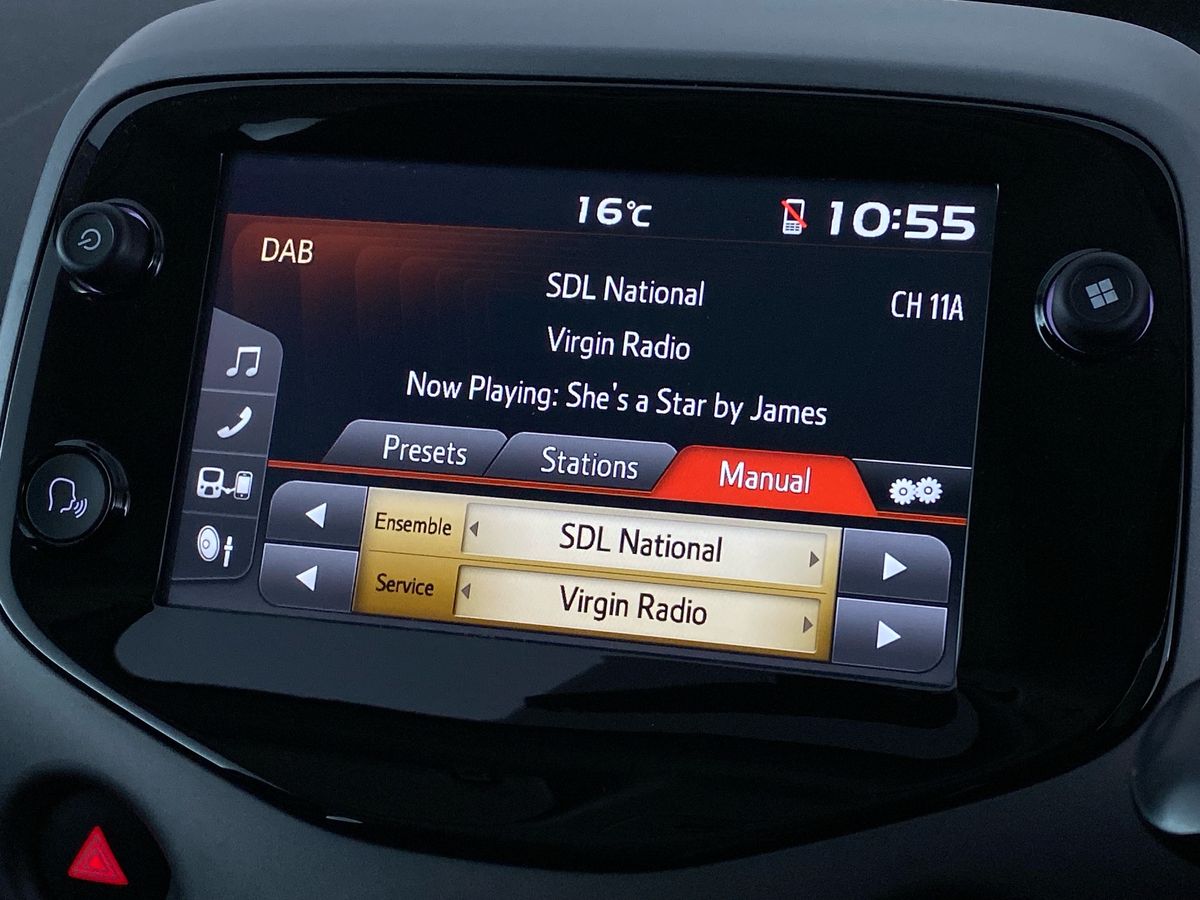 16°C
10:55
DAB
SDL National
CH 11A
Virgin Radio
Now Playing: She's a Star by James
Presets
Stations
Manual
Ensemble
SDL National
Service
Virgin Radio